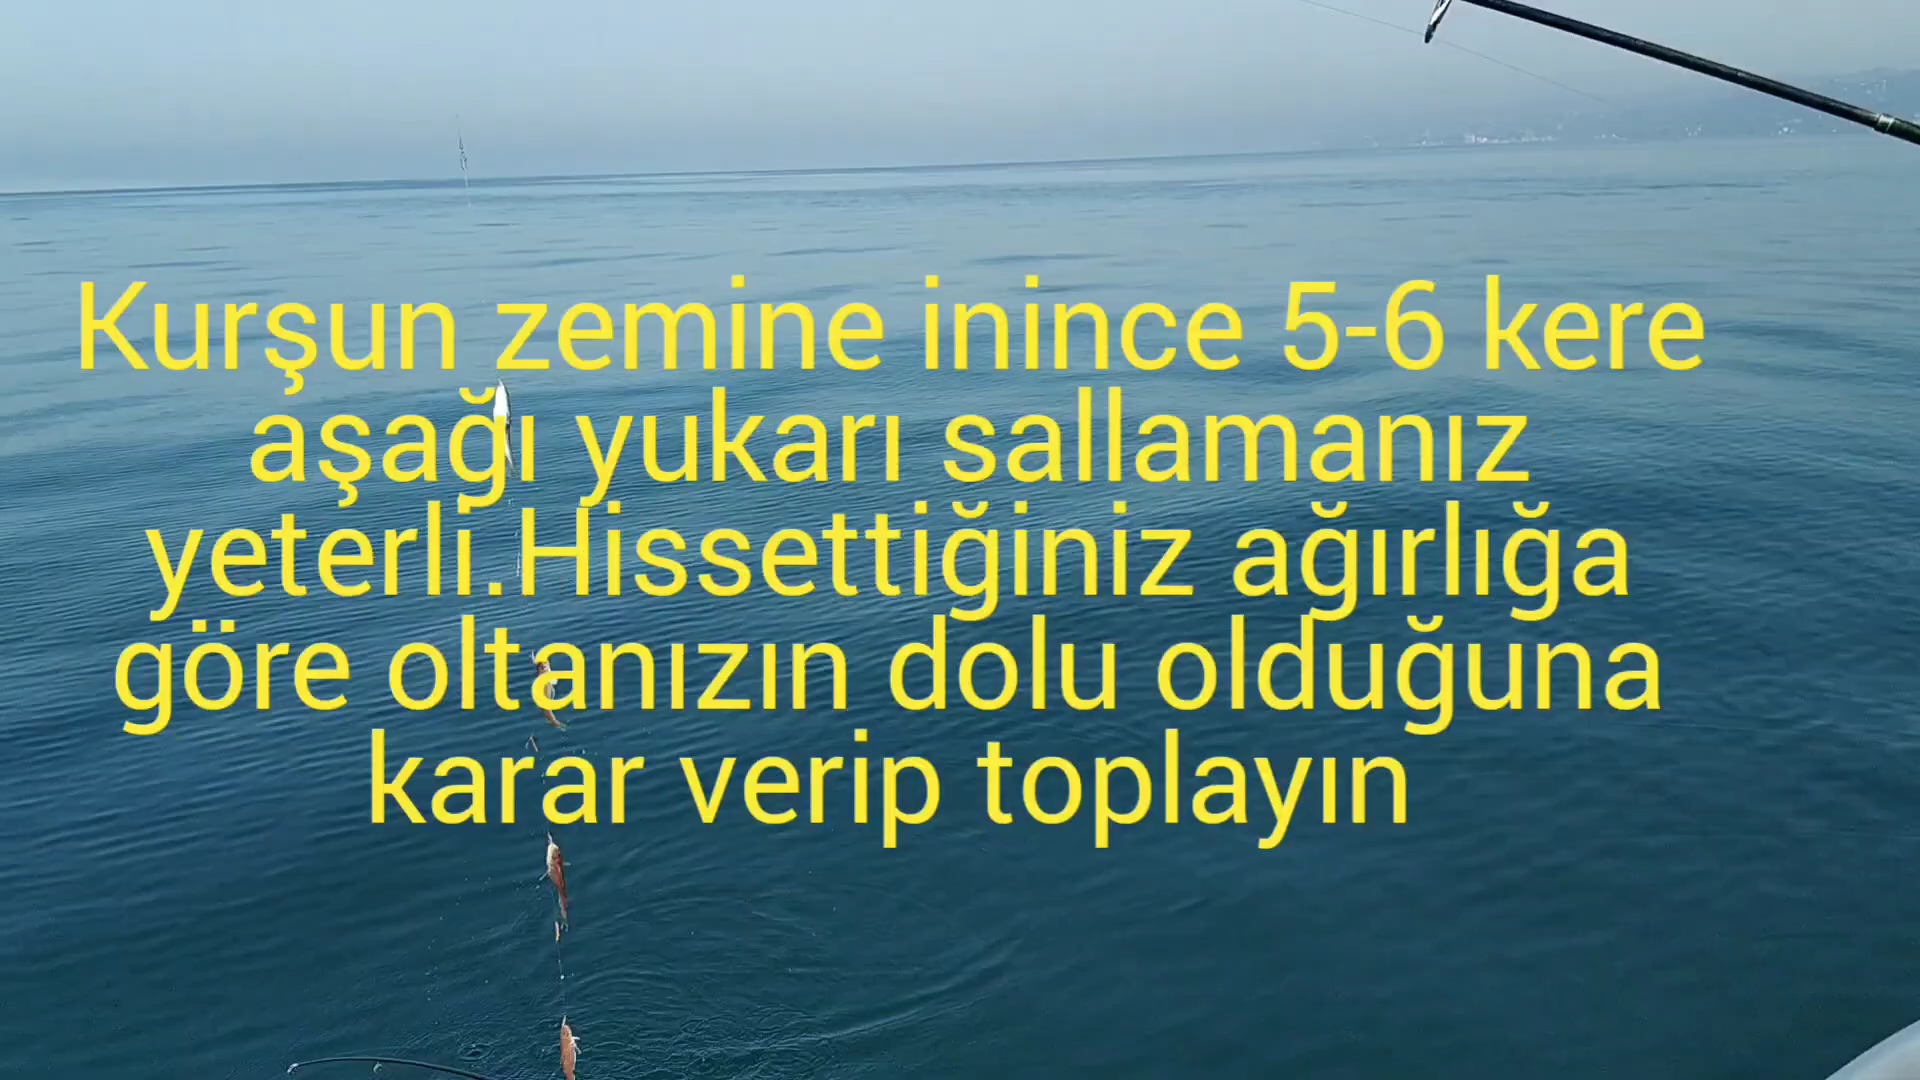 Kurşun zemine inince 5-6 kere
aşağı yukarı sallamanız
yeterli.Hissettiğiniz ağırlığa
göre oltanızın dolu olduğuna
karar verip toplayın